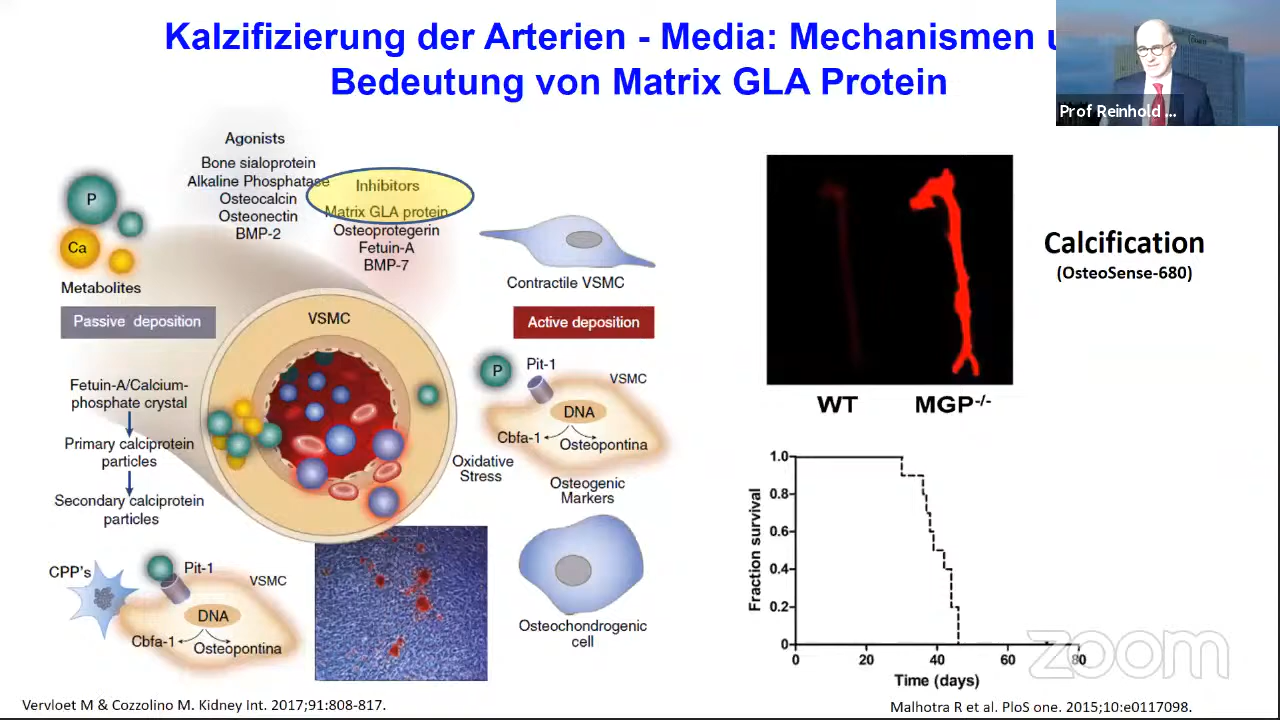 Kalzifizierung der Arterien - Media: Mechanismen
Bedeutung von Matrix GLA Protein
Prof Reinhold ...
Agonists
Bone sialoprotein
Alkaline Phosphatase
Osteocalcin
Osteonectin
BMP-2
Inhibitors
Matrix GLA protein
Osteoprotegerin
Fetuin-A
BMP-7
P
Ca
Metabolites
Passive deposition
VSMC
Contractile VSMC
Active deposition
Fetuin-A/Calcium-
phosphate crystal
Primary calciprotein
particles
Secondary calciprotein
particles
P
Pit-1
VSMC
DNA
Cbfa-1
Osteopontina
Oxidative
Stress
Osteogenic
Markers
CPP's
Pit-1
VSMC
DNA
Cbfa-1
Osteopontina
Osteochondrogenic
cell
Calcification
(OsteoSense-680)
WT
MGP-/-
Fraction survival
1.0
0.8
0.6
0.4
0.2
0
0 20 40 60 80
Time (days)
zoom
Vervloet M & Cozzolino M. Kidney Int. 2017;91:808-817.
Malhotra R et al. PloS one. 2015;10:e0117098.